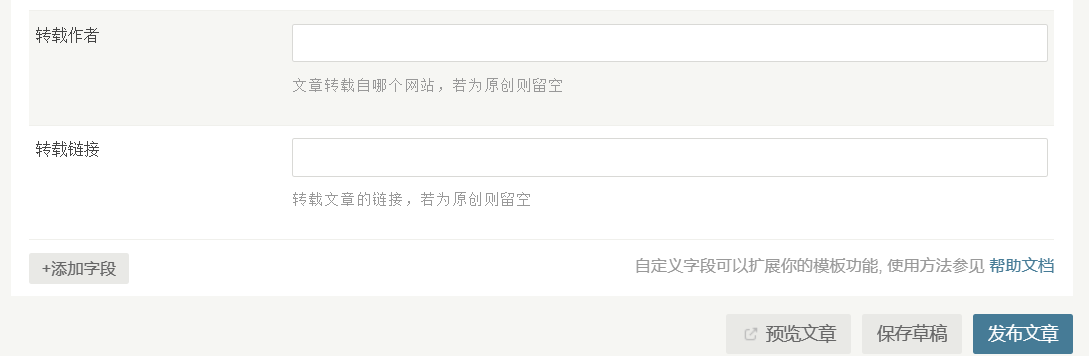 转载作者
文章转载自哪个网站，若为原创则留空
转载链接
转载文章的链接，若为原创则留空
+添加字段
自定义字段可以扩展你的模板功能, 使用方法参见 帮助文档
预览文章
保存草稿
发布文章